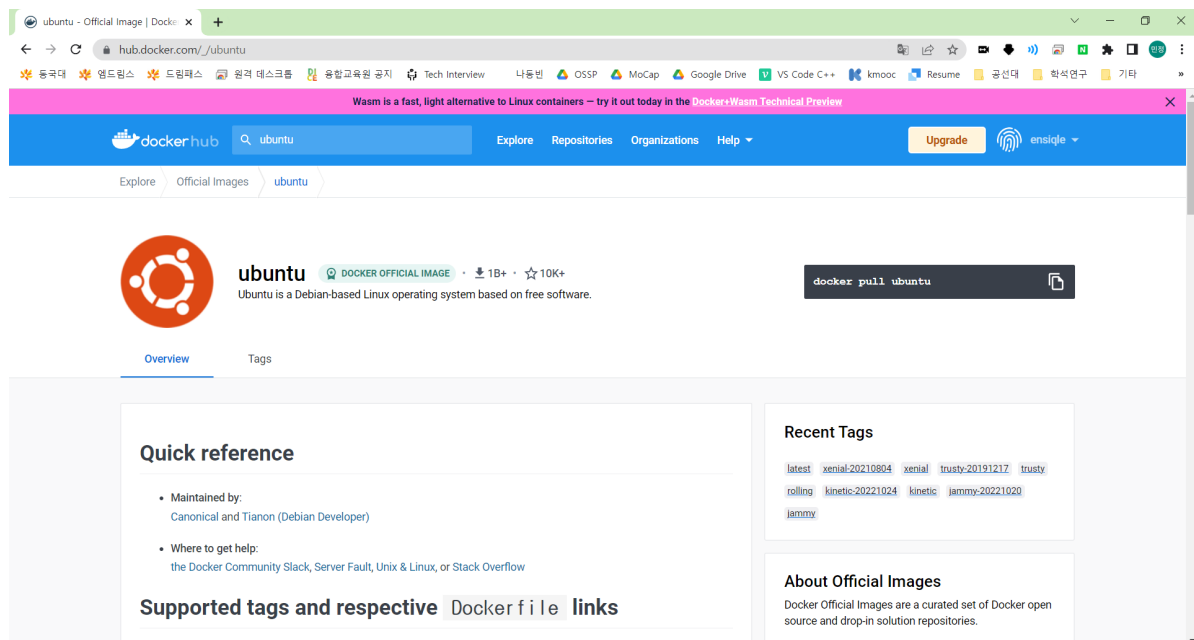 ubuntu - Official Image | Docke
hub.docker.com/_/ubuntu
동국대 엠드림스 드림패스 원격 데스크톱 융합교육원 공지 Tech Interview 나동빈 OSSP MoCap Google Drive VS Code C++ kmooc Resume 공선대 학석연구 기타 »
Wasm is a fast, light alternative to Linux containers — try it out today in the Docker+Wasm Technical Preview
docker hub ubuntu Explore Repositories Organizations Help Upgrade ensiqle
Explore Official Images ubuntu
ubuntu DOCKER OFFICIAL IMAGE · 1B+ · 10K+
Ubuntu is a Debian-based Linux operating system based on free software.
docker pull ubuntu
Overview Tags
Quick reference
• Maintained by:
Canonical and Tianon (Debian Developer)
• Where to get help:
the Docker Community Slack, Server Fault, Unix & Linux, or Stack Overflow
Supported tags and respective Dockerfile links
Recent Tags
latest xenial-20210804 xenial trusty-20191217 trusty
rolling kinetic-20221024 kinetic jammy-20221020
jammy
About Official Images
Docker Official Images are a curated set of Docker open
source and drop-in solution repositories.